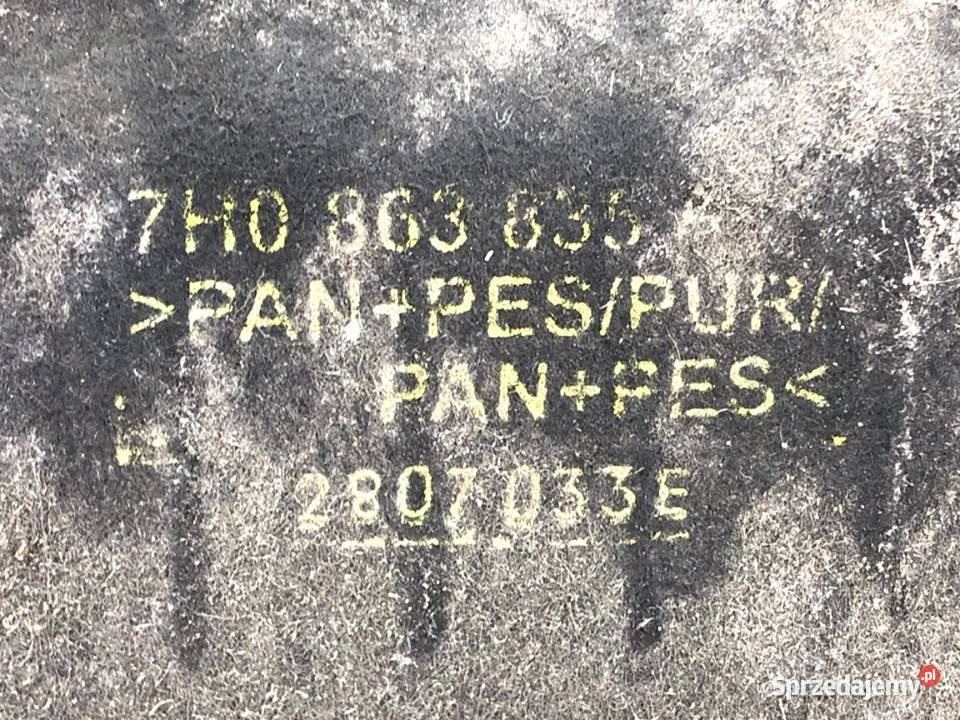 7H0 863 835 A
>PAN+PES/PUR/
PAN+PES<
2807033E
Sprzedajemy.pl